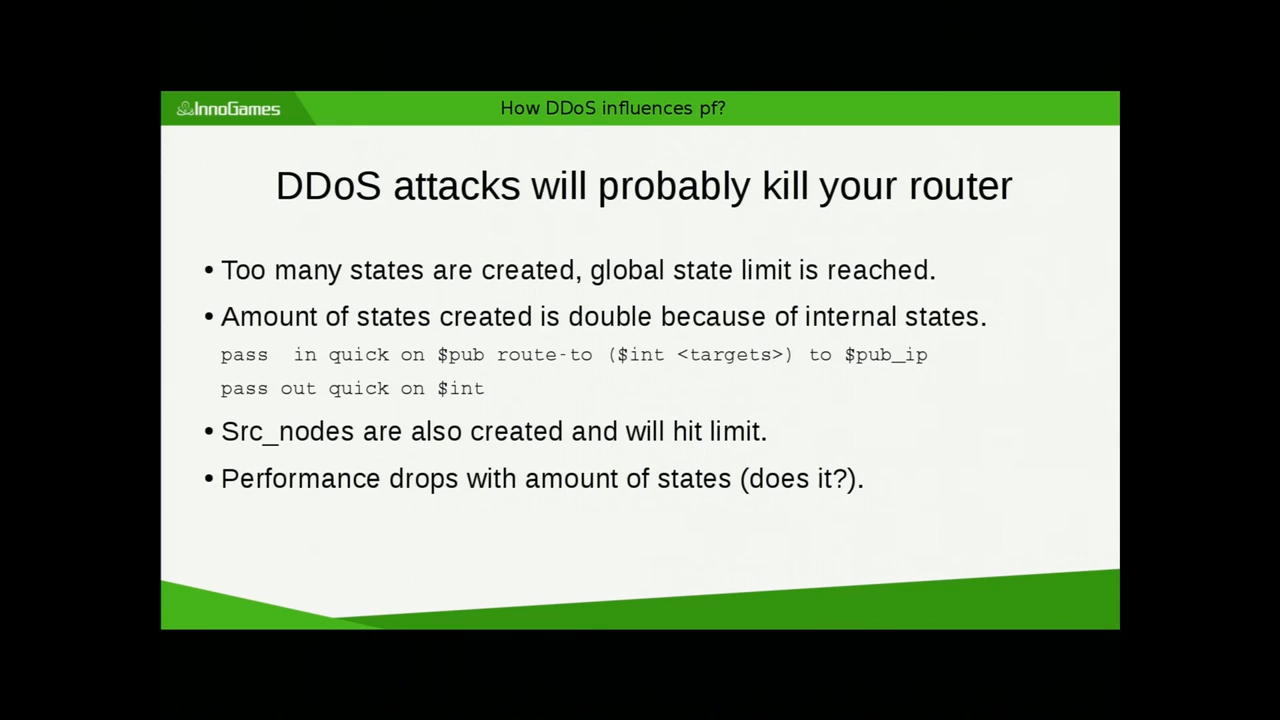 InnoGames
How DDoS influences pf?
DDoS attacks will probably kill your router
• Too many states are created, global state limit is reached.
• Amount of states created is double because of internal states.
pass  in quick on $pub route-to ($int <targets>) to $pub_ip
pass out quick on $int
• Src_nodes are also created and will hit limit.
• Performance drops with amount of states (does it?).